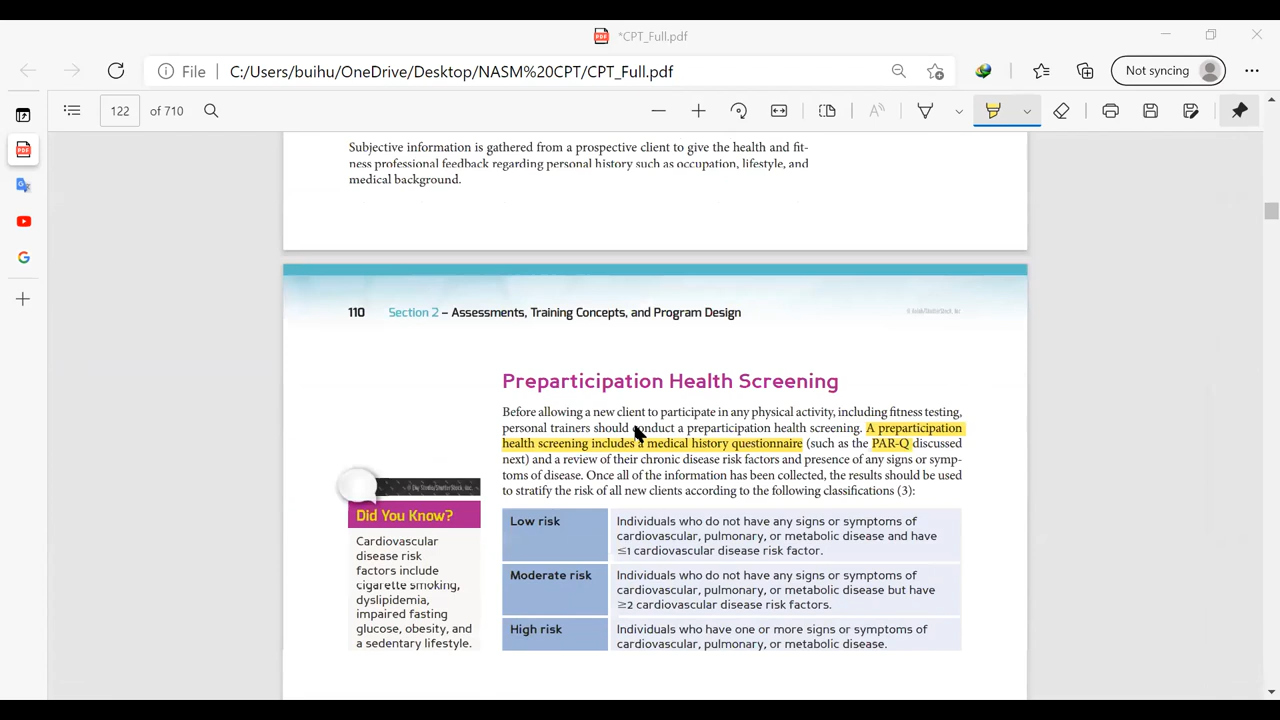 *CPT_Full.pdf
File
C:/Users/buihu/OneDrive/Desktop/NASM%20CPT/CPT_Full.pdf
Not syncing
122 of 710
Subjective information is gathered from a prospective client to give the health and fit-
ness professional feedback regarding personal history such as occupation, lifestyle, and
medical background.
110 Section 2 – Assessments, Training Concepts, and Program Design
Preparticipation Health Screening
Before allowing a new client to participate in any physical activity, including fitness testing,
personal trainers should conduct a preparticipation health screening. A preparticipation
health screening includes a medical history questionnaire (such as the PAR-Q discussed
next) and a review of their chronic disease risk factors and presence of any signs or symp-
toms of disease. Once all of the information has been collected, the results should be used
to stratify the risk of all new clients according to the following classifications (3):
Did You Know?
Cardiovascular
disease risk
factors include
cigarette smoking,
dyslipidemia,
impaired fasting
glucose, obesity, and
a sedentary lifestyle.
Low risk
Individuals who do not have any signs or symptoms of
cardiovascular, pulmonary, or metabolic disease and have
≤1 cardiovascular disease risk factor.
Moderate risk
Individuals who do not have any signs or symptoms of
cardiovascular, pulmonary, or metabolic disease but have
≥2 cardiovascular disease risk factors.
High risk
Individuals who have one or more signs or symptoms of
cardiovascular, pulmonary, or metabolic disease.